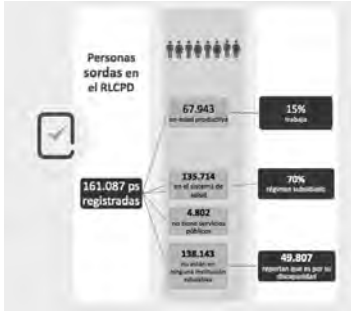 Personas
sordas en
el RLCPD
161.087 ps
registradas
67.943
en edad productiva
15%
trabaja
135.714
en el sistema de
salud
70%
régimen subsidiado
4.802
no tiene servicios
públicos
138.143
no están en
ninguna institución
educativa
49.807
reportan que es por su
discapacidad